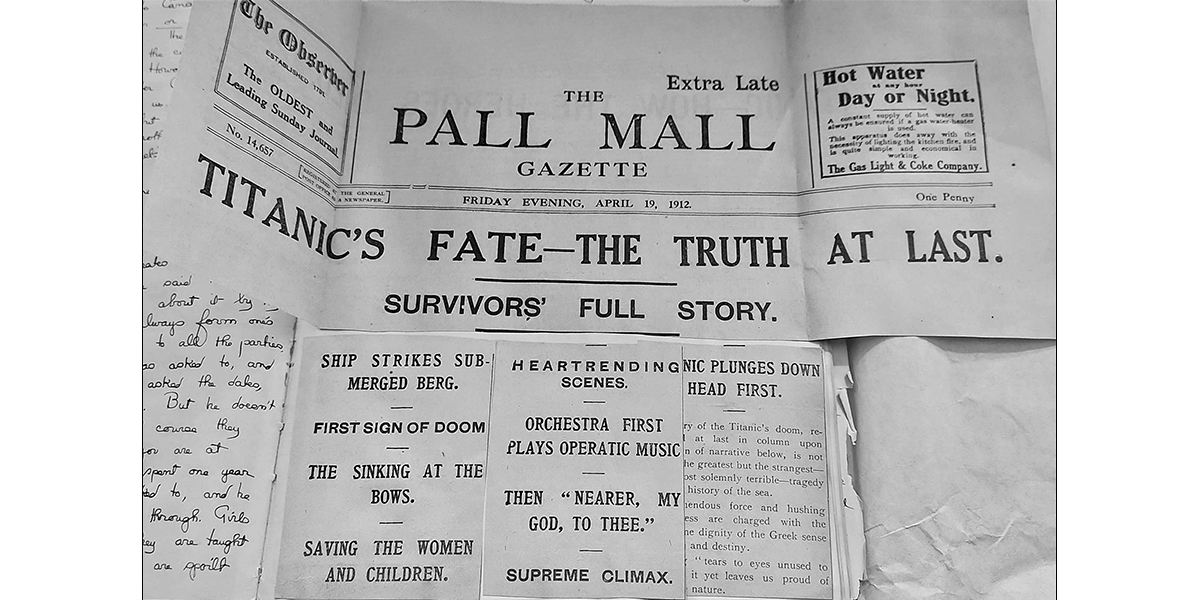 The Observer
ESTABLISHED 1791.
The OLDEST and
Leading Sunday Journal.
No. 14,657
[REGISTERED
POST OFFICE
THE GENERAL
A NEWSPAPER.]
Extra Late
THE
PALL MALL
GAZETTE
Hot Water
at any hour
Day or Night.
A constant supply of hot water can
always be ensured if a gas water-heater
is used.
This apparatus does away with the
necessity of lighting the kitchen fire, and
is quite simple and economical in
working.
The Gas Light & Coke Company.
FRIDAY EVENING, APRIL 19, 1912.
One Penny
TITANIC'S FATE—THE TRUTH AT LAST.
SURVIVORS' FULL STORY.
SHIP STRIKES SUB-
MERGED BERG.
FIRST SIGN OF DOOM
THE SINKING AT THE
BOWS.
SAVING THE WOMEN
AND CHILDREN.
HEARTRENDING
SCENES.
ORCHESTRA FIRST
PLAYS OPERATIC MUSIC
THEN "NEARER, MY
GOD, TO THEE."
SUPREME CLIMAX.
NIC PLUNGES DOWN
HEAD FIRST.
ry of the Titanic's doom, re-
at last in column upon
n of narrative below, is not
he greatest but the strangest—
ost solemnly terrible—tragedy
history of the sea.
endous force and hushing
ess are charged with the
e dignity of the Greek sense
and destiny.
"tears to eyes unused to
it yet leaves us proud of
nature.
said
about it by
always form one's
to all the parties
so asked to, and
asked the dates,
But he doesn't
course they
you are at
spent one year
to, and he
through. Girls
they are taught
are spoilt